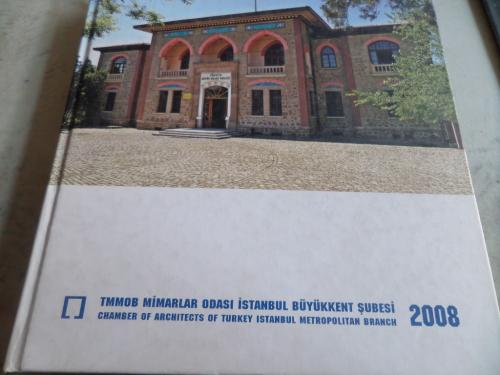 TMMOB MİMARLAR ODASI İSTANBUL BÜYÜKKENT ŞUBESİ
CHAMBER OF ARCHITECTS OF TURKEY ISTANBUL METROPOLITAN BRANCH
2008